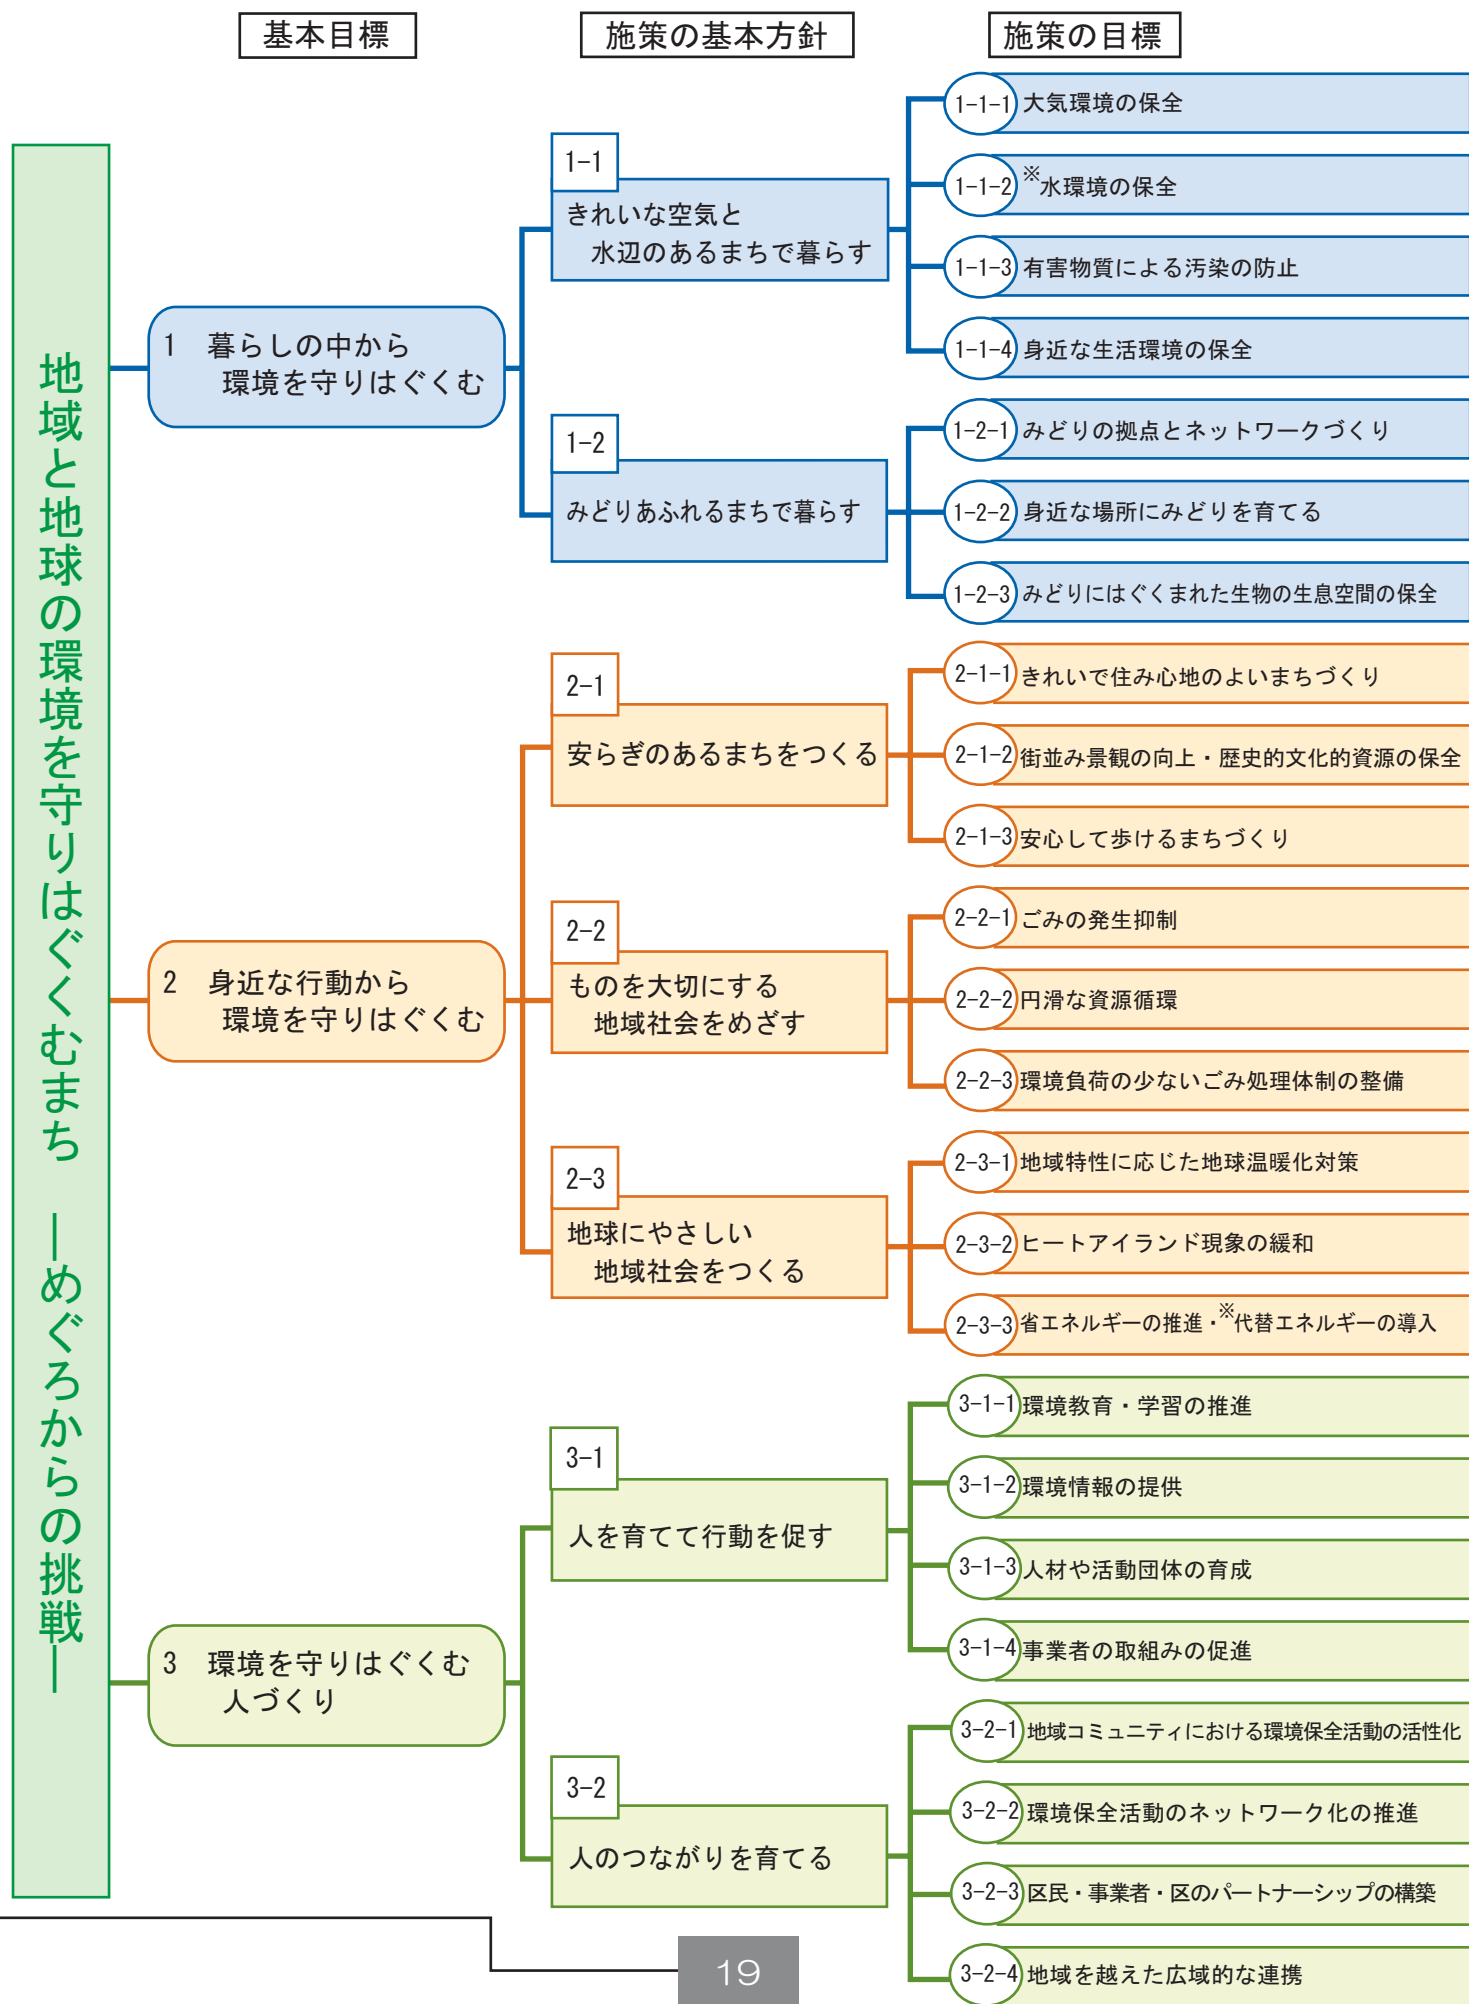 基本目標
施策の基本方針
施策の目標
地域と地球の環境を守りはぐくむまち ―めぐろからの挑戦―
1 暮らしの中から
環境を守りはぐくむ
1-1
きれいな空気と
水辺のあるまちで暮らす
1-1-1 大気環境の保全
1-1-2 ※水環境の保全
1-1-3 有害物質による汚染の防止
1-1-4 身近な生活環境の保全
1-2
みどりあふれるまちで暮らす
1-2-1 みどりの拠点とネットワークづくり
1-2-2 身近な場所にみどりを育てる
1-2-3 みどりにはぐくまれた生物の生息空間の保全
2 身近な行動から
環境を守りはぐくむ
2-1
安らぎのあるまちをつくる
2-1-1 きれいで住み心地のよいまちづくり
2-1-2 街並み景観の向上・歴史的文化的資源の保全
2-1-3 安心して歩けるまちづくり
2-2
ものを大切にする
地域社会をめざす
2-2-1 ごみの発生抑制
2-2-2 円滑な資源循環
2-2-3 環境負荷の少ないごみ処理体制の整備
2-3
地球にやさしい
地域社会をつくる
2-3-1 地域特性に応じた地球温暖化対策
2-3-2 ヒートアイランド現象の緩和
2-3-3 省エネルギーの推進・※代替エネルギーの導入
3 環境を守りはぐくむ
人づくり
3-1
人を育てて行動を促す
3-1-1 環境教育・学習の推進
3-1-2 環境情報の提供
3-1-3 人材や活動団体の育成
3-1-4 事業者の取組みの促進
3-2
人のつながりを育てる
3-2-1 地域コミュニティにおける環境保全活動の活性化
3-2-2 環境保全活動のネットワーク化の推進
3-2-3 区民・事業者・区のパートナーシップの構築
3-2-4 地域を越えた広域的な連携
19